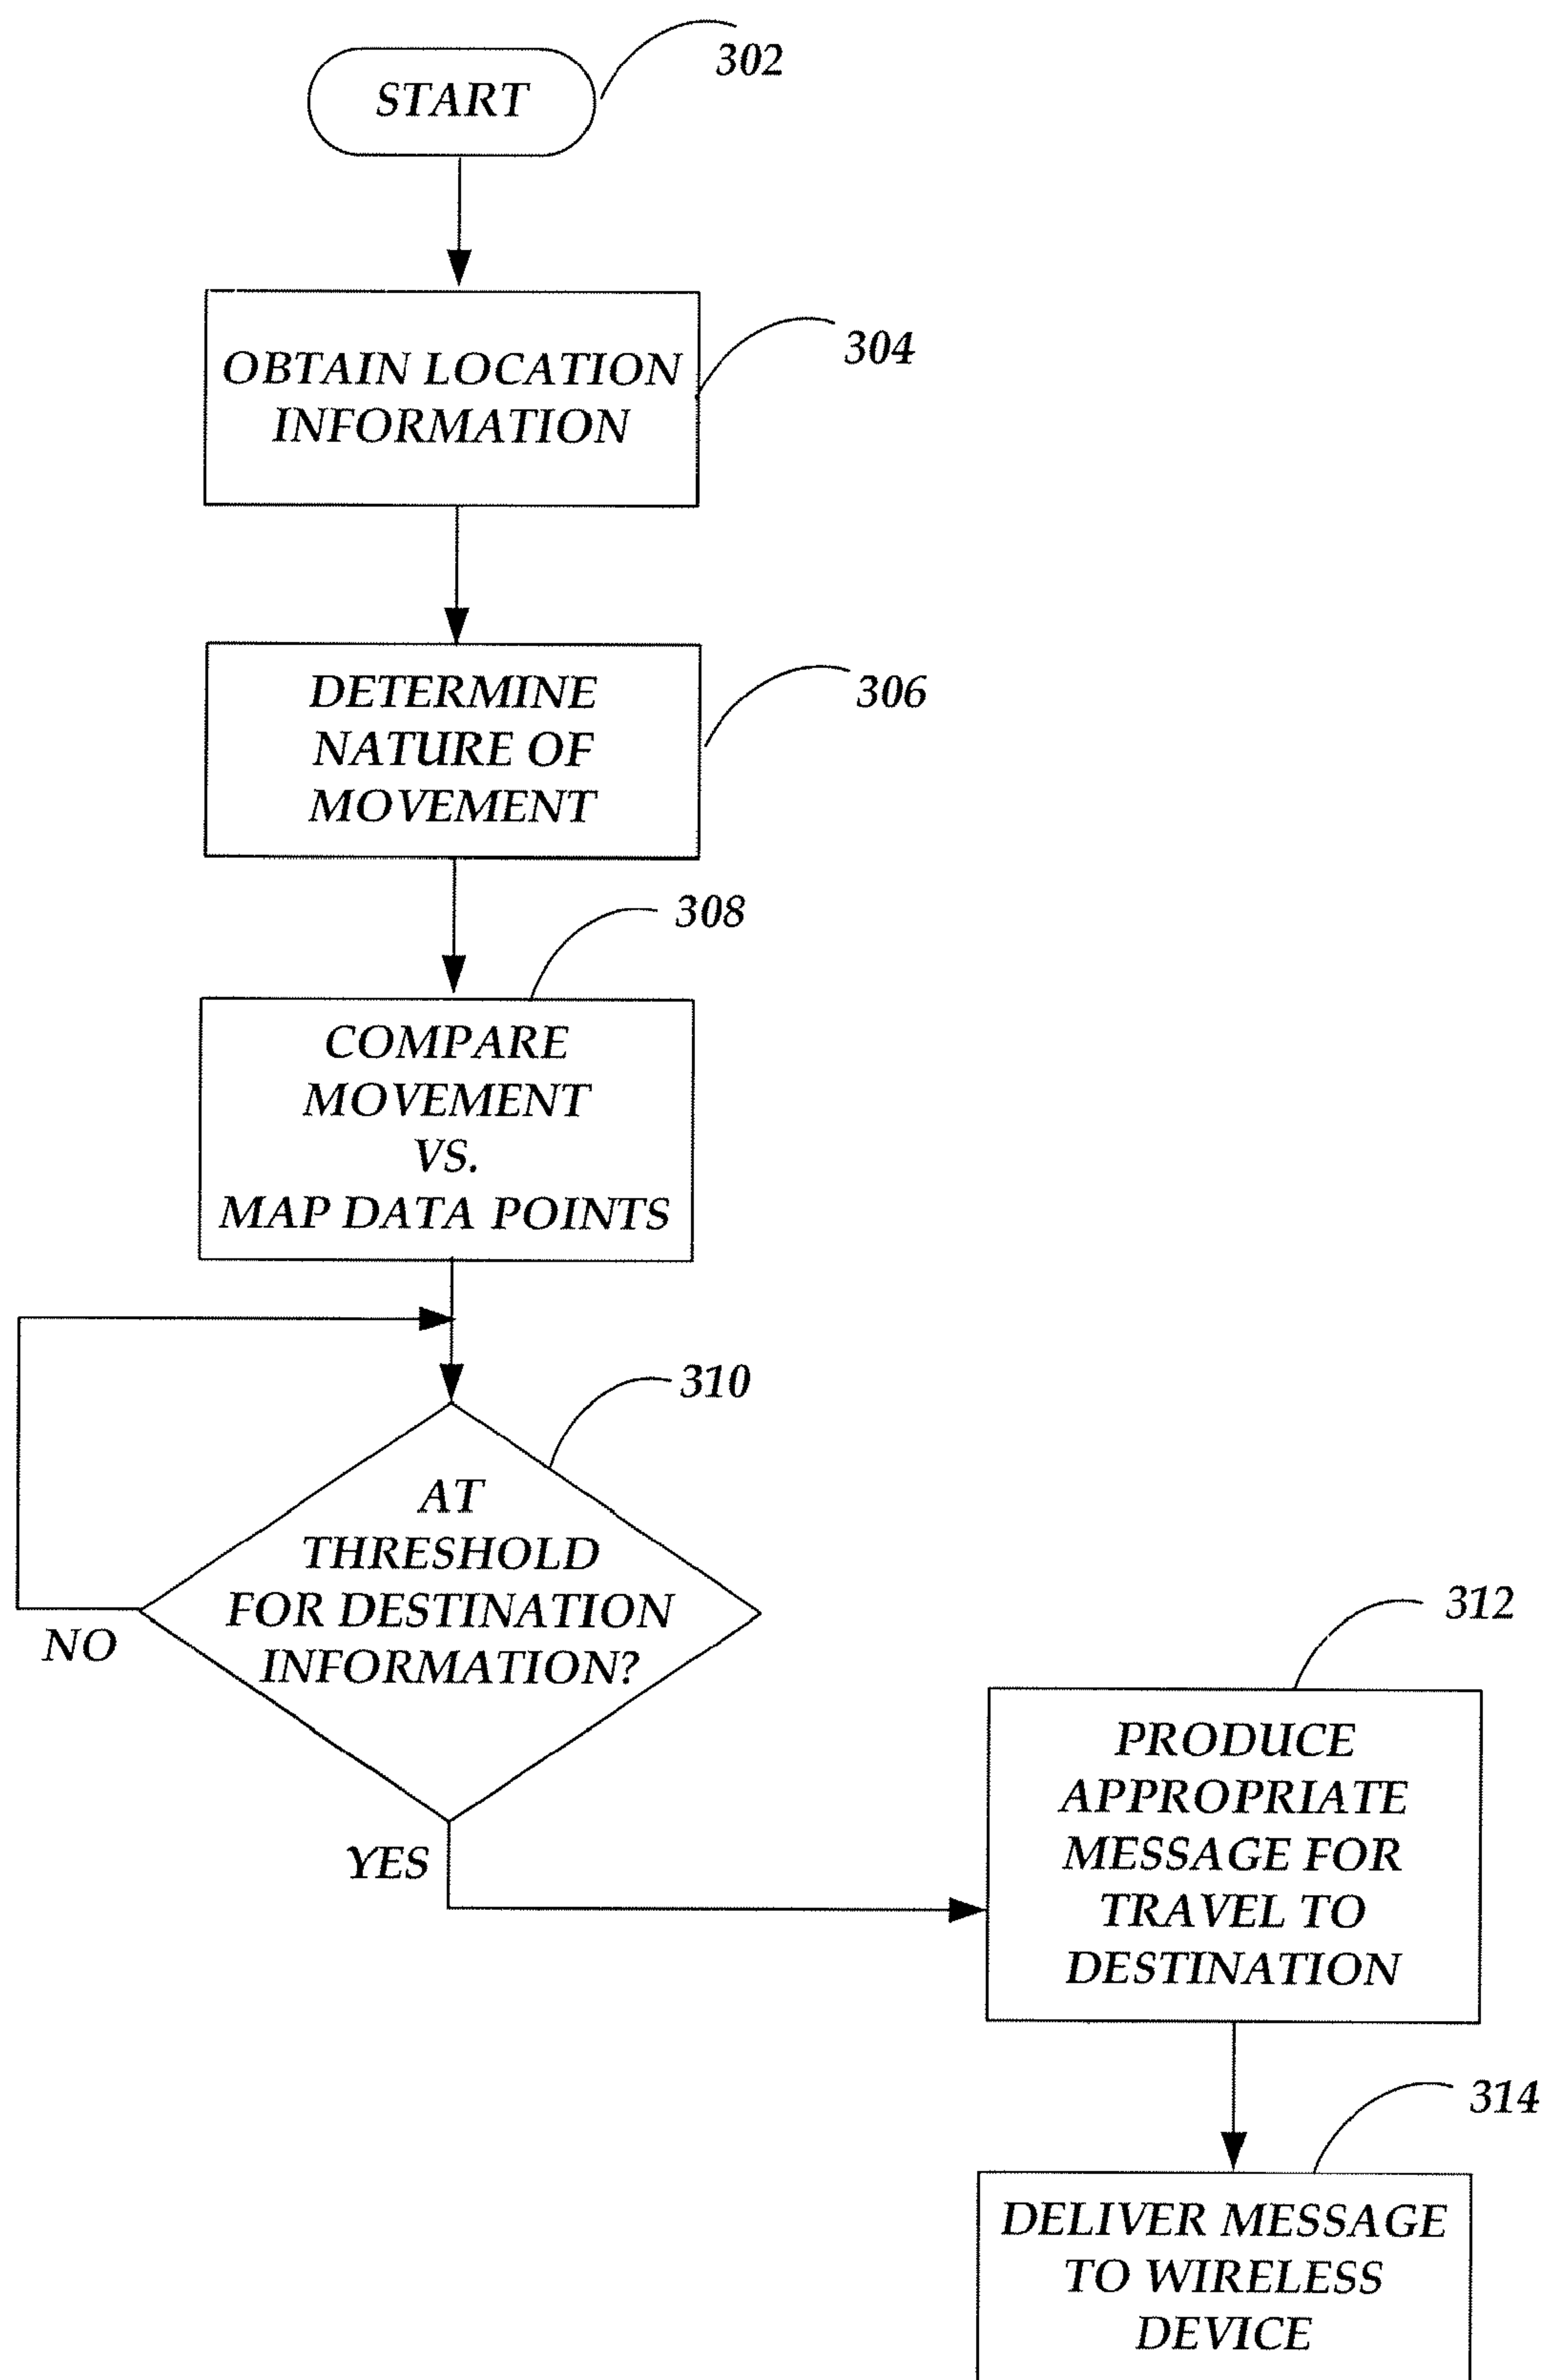 302
START
304
OBTAIN LOCATION
INFORMATION
306
DETERMINE
NATURE OF
MOVEMENT
308
COMPARE
MOVEMENT
VS.
MAP DATA POINTS
310
AT
THRESHOLD
FOR DESTINATION
INFORMATION?
NO
YES
312
PRODUCE
APPROPRIATE
MESSAGE FOR
TRAVEL TO
DESTINATION
314
DELIVER MESSAGE
TO WIRELESS
DEVICE